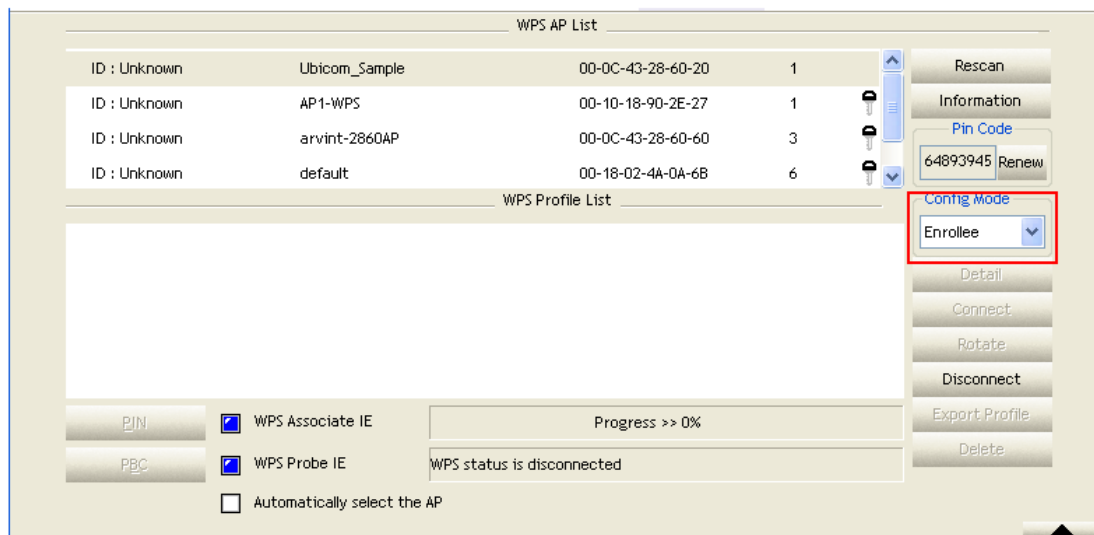 WPS AP List
ID : Unknown Ubicom_Sample 00-0C-43-28-60-20 1
ID : Unknown AP1-WPS 00-10-18-90-2E-27 1
ID : Unknown arvint-2860AP 00-0C-43-28-60-60 3
ID : Unknown default 00-18-02-4A-0A-6B 6
Rescan
Information
Pin Code
64893945 Renew
Config Mode
Enrollee
WPS Profile List
Detail
Connect
Rotate
Disconnect
Export Profile
Delete
PIN WPS Associate IE Progress >> 0%
PBC WPS Probe IE WPS status is disconnected
Automatically select the AP